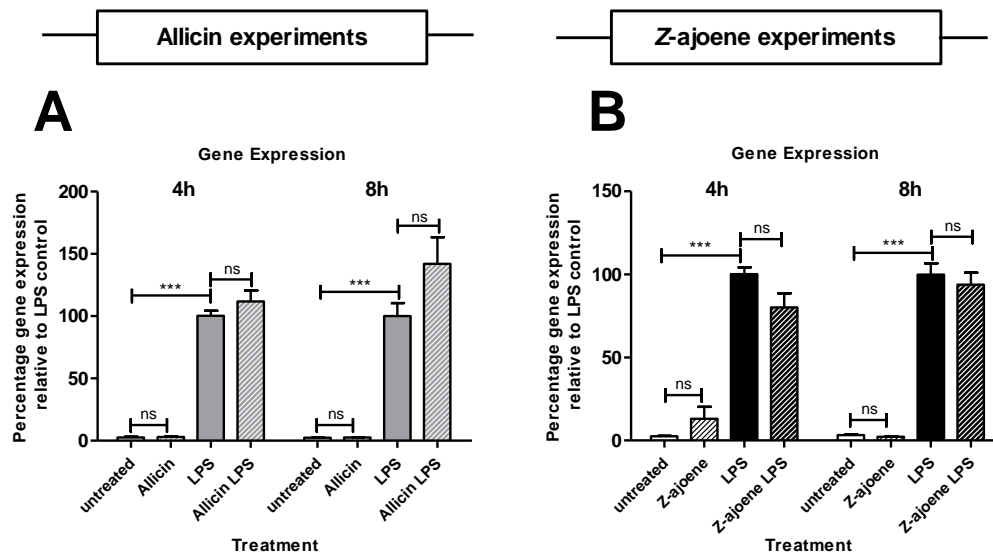 Allicin experiments
Z-ajoene experiments
A
Gene Expression
4h
8h
Percentage gene expression
relative to LPS control
200
150
100
50
0
***
ns
ns
***
ns
ns
untreated
Allicin
LPS
Allicin LPS
untreated
Allicin
LPS
Allicin LPS
Treatment
B
Gene Expression
4h
8h
Percentage gene expression
relative to LPS control
150
100
50
0
***
ns
ns
***
ns
ns
untreated
Z-ajoene
LPS
Z-ajoene LPS
untreated
Z-ajoene
LPS
Z-ajoene LPS
Treatment